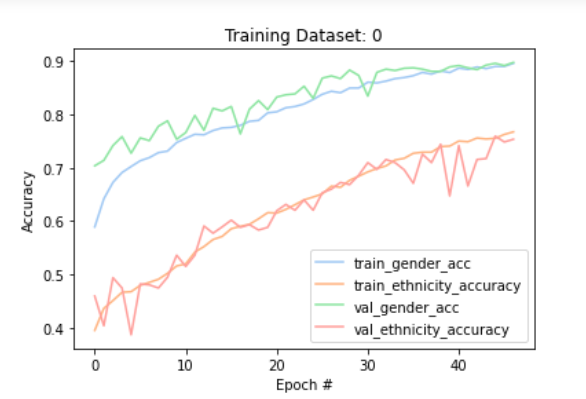 Training Dataset: 0
0.9
0.8
0.7
0.6
0.5
0.4
Accuracy
train_gender_acc
train_ethnicity_accuracy
val_gender_acc
val_ethnicity_accuracy
0 10 20 30 40
Epoch #